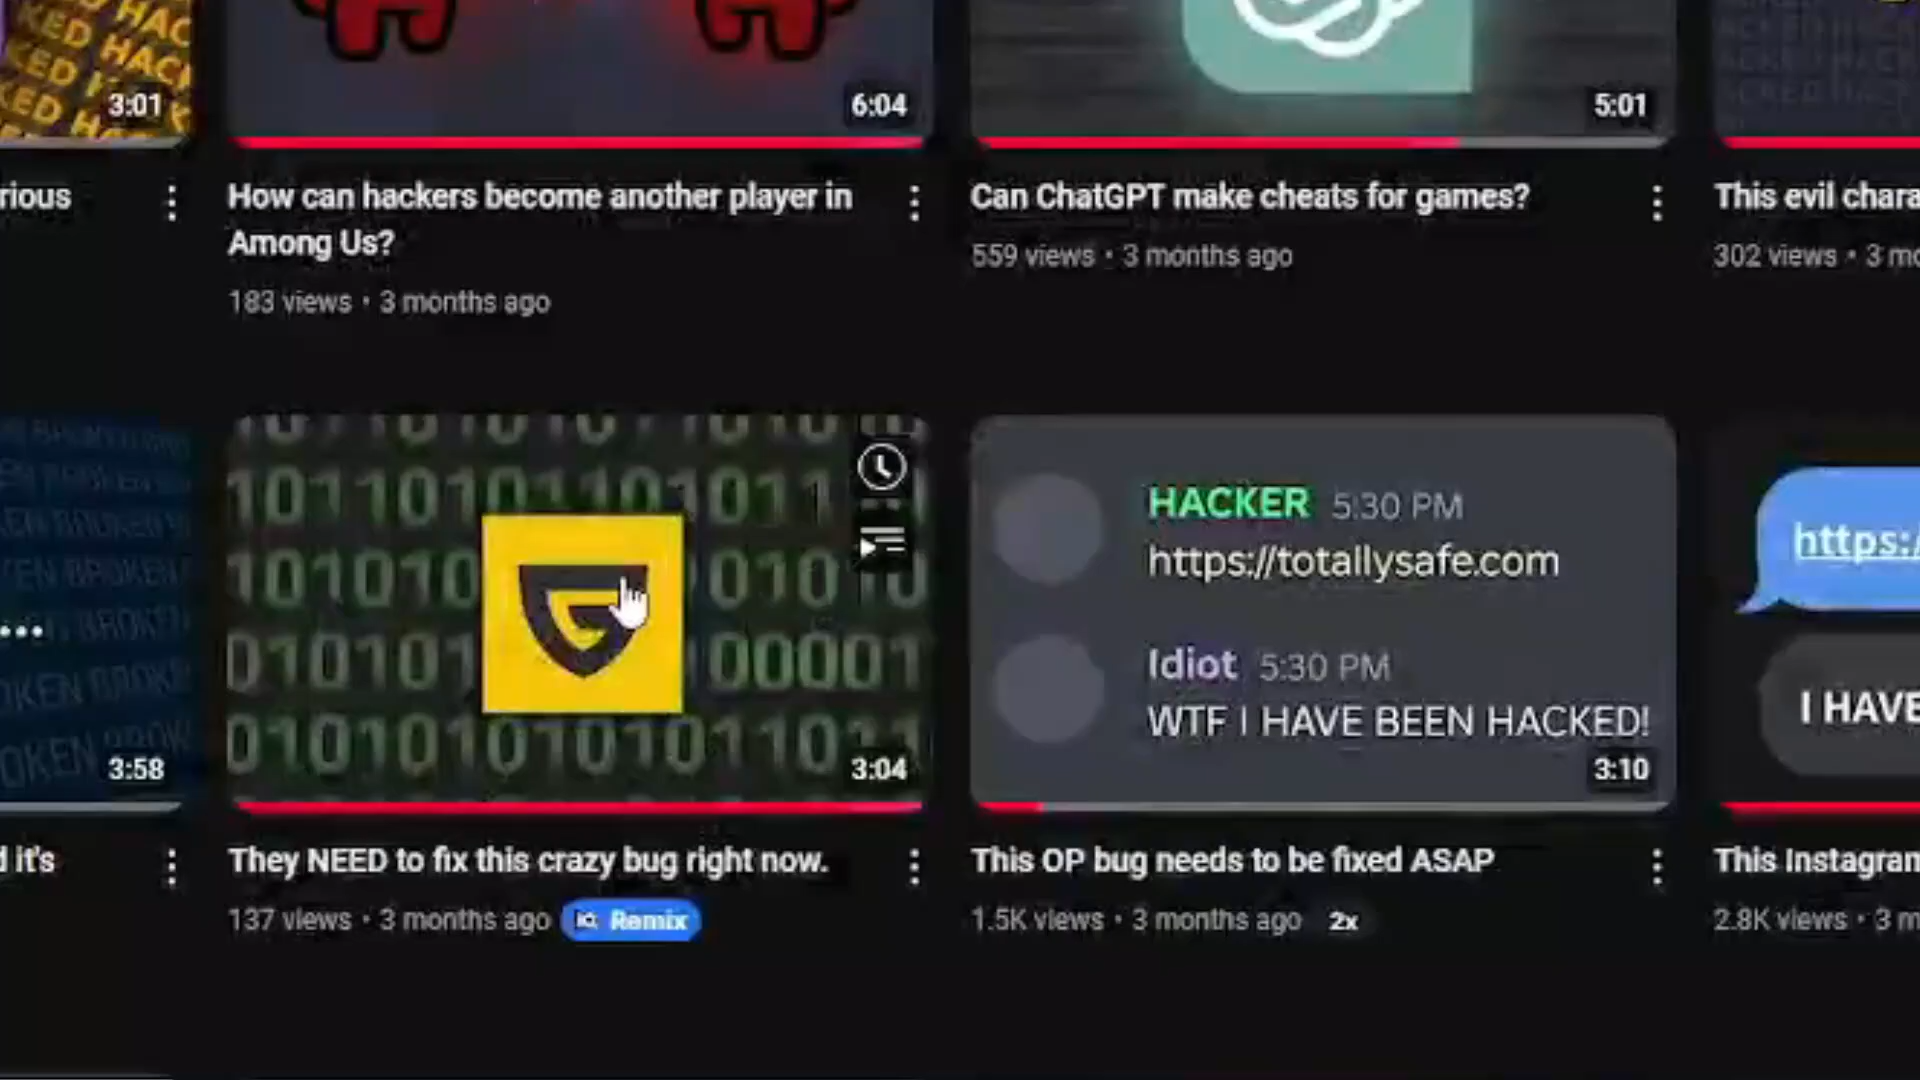 3:01
6:04
5:01
rious
How can hackers become another player in
Among Us?
183 views • 3 months ago
Can ChatGPT make cheats for games?
559 views • 3 months ago
This evil chara
302 views • 3 mo
3:58
1011010101101011
G
3:04
HACKER 5:30 PM
https://totallysafe.com
Idiot 5:30 PM
WTF I HAVE BEEN HACKED!
3:10
https:/
I HAVE
d it's
They NEED to fix this crazy bug right now.
137 views • 3 months ago Remix
This OP bug needs to be fixed ASAP
1.5K views • 3 months ago 2x
This Instagram
2.8K views • 3 m